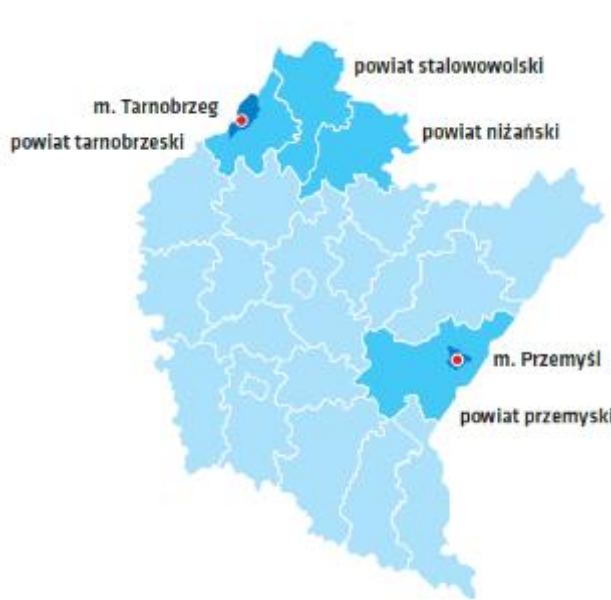 powiat stalowowolski
m. Tarnobrzeg
powiat niżański
powiat tarnobrzeski
m. Przemyśl
powiat przemyski